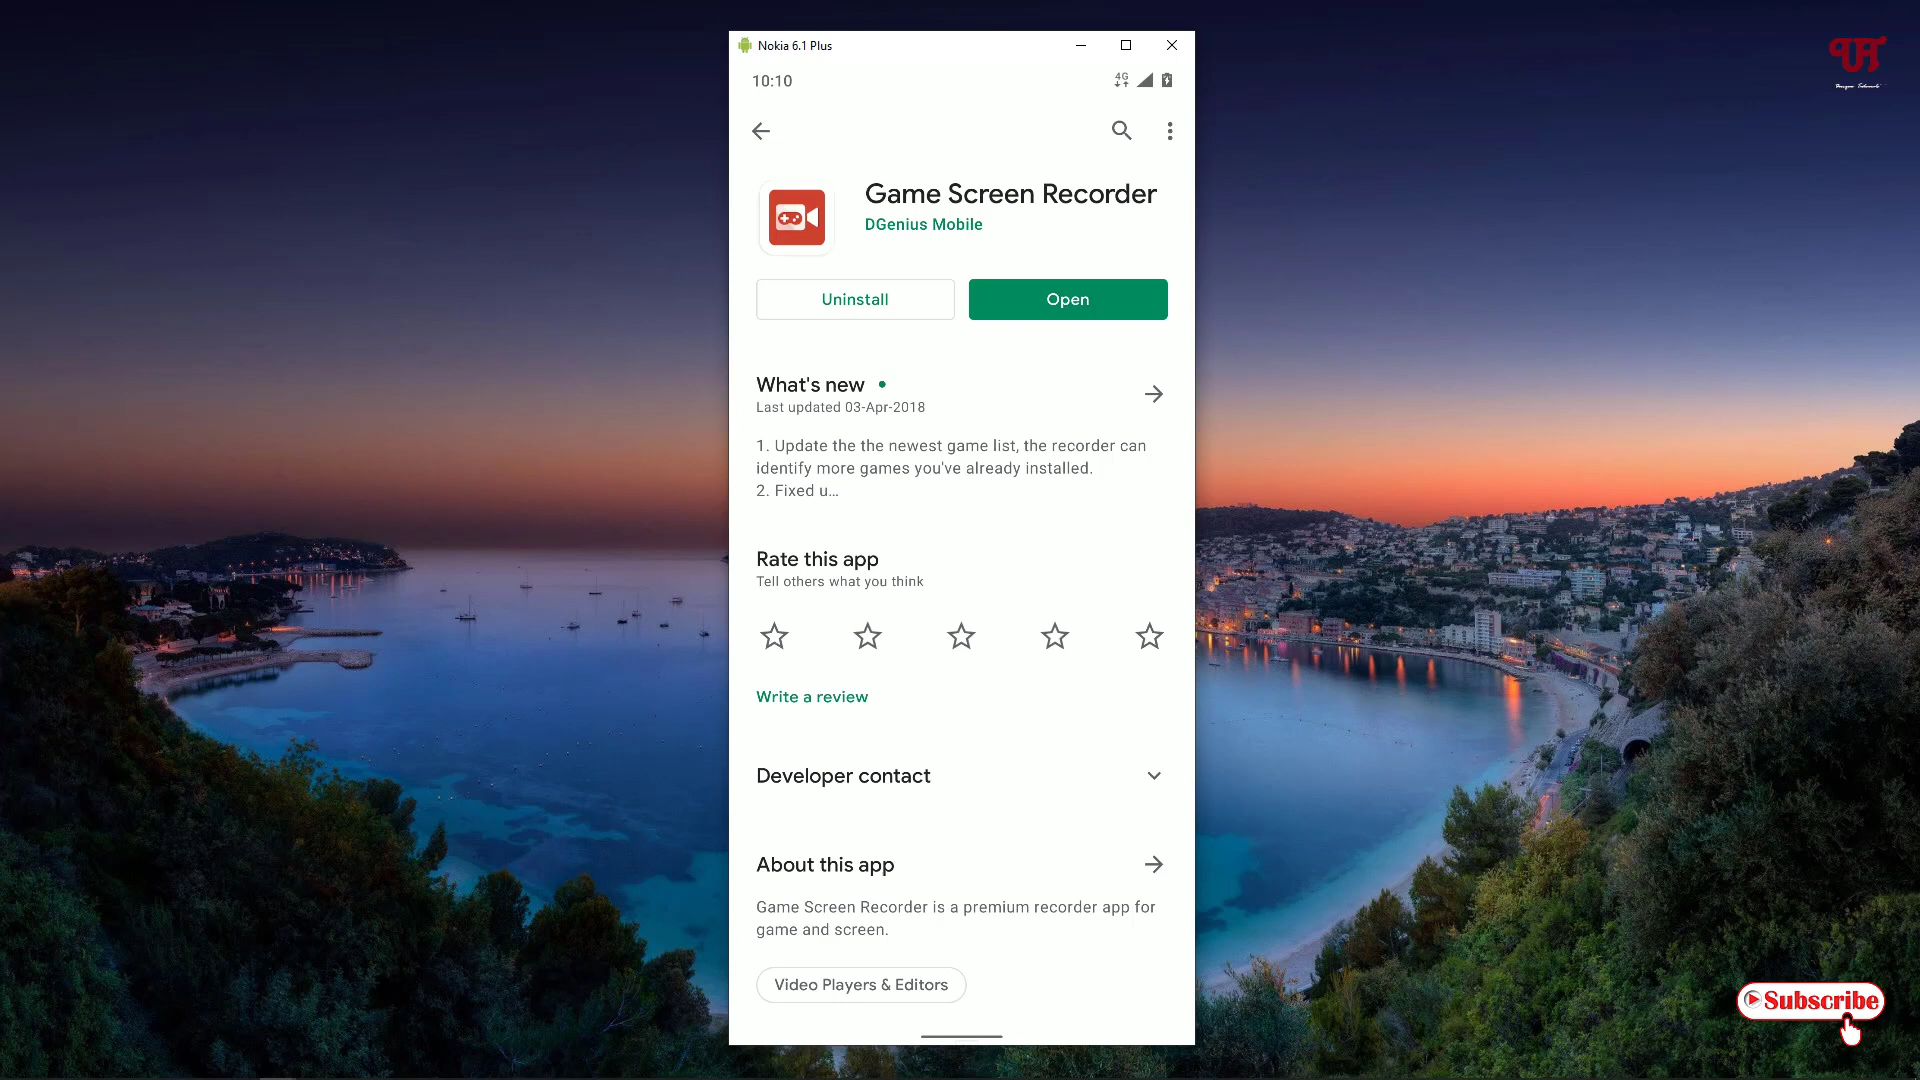 Nokia 6.1 Plus
10:10
4G
Game Screen Recorder
DGenius Mobile
Uninstall
Open
What's new
Last updated 03-Apr-2018
1. Update the the newest game list, the recorder can
identify more games you've already installed.
2. Fixed u...
Rate this app
Tell others what you think
Write a review
Developer contact
About this app
Game Screen Recorder is a premium recorder app for
game and screen.
Video Players & Editors
UT
Subscribe